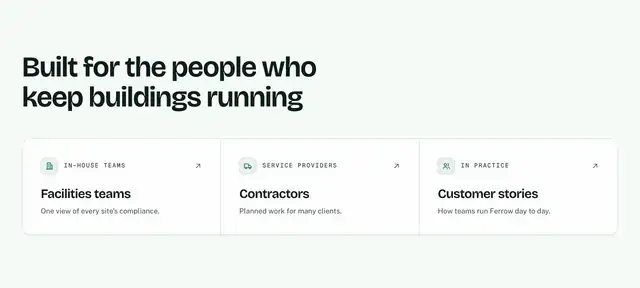 Built for the people who
keep buildings running
IN-HOUSE TEAMS
Facilities teams
One view of every site's compliance.
SERVICE PROVIDERS
Contractors
Planned work for many clients.
IN PRACTICE
Customer stories
How teams run Ferrow day to day.